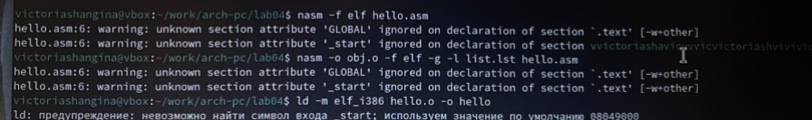 victoriashangina@vbox:~/work/arch-pc/lab04$ nasm -f elf hello.asm
hello.asm:6: warning: unknown section attribute 'GLOBAL' ignored on declaration of section `.text' [-w+other]
hello.asm:6: warning: unknown section attribute '_start' ignored on declaration of section
victoriashangina@vbox:~/work/arch-pc/lab04$ nasm -o obj.o -f elf -g -l list.lst hello.asm
hello.asm:6: warning: unknown section attribute 'GLOBAL' ignored on declaration of section `.text' [-w+other]
hello.asm:6: warning: unknown section attribute '_start' ignored on declaration of section `.text' [-w+other]
victoriashangina@vbox:~/work/arch-pc/lab04$ ld -m elf_i386 hello.o -o hello
ld: предупреждение: невозможно найти символ входа _start; используем значение по умолчанию 08049000